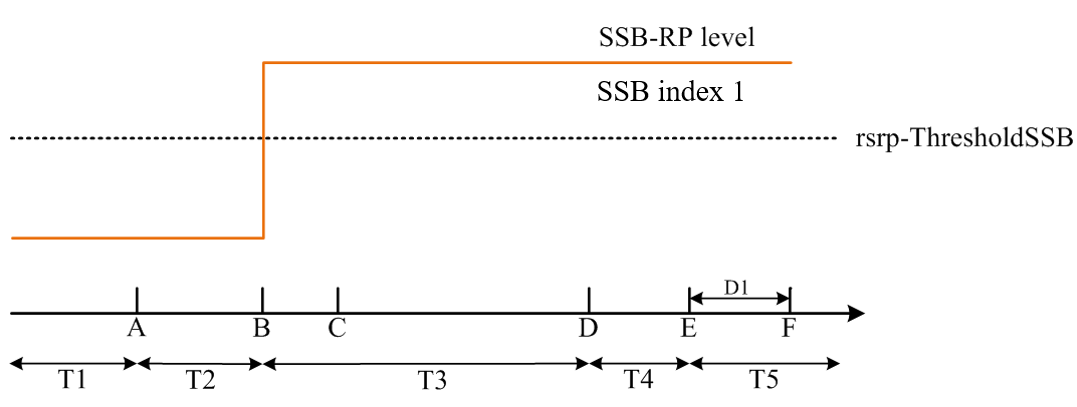 SSB-RP level
SSB index 1
rsrp-ThresholdSSB
D1
A B C D E F
T1 T2 T3 T4 T5